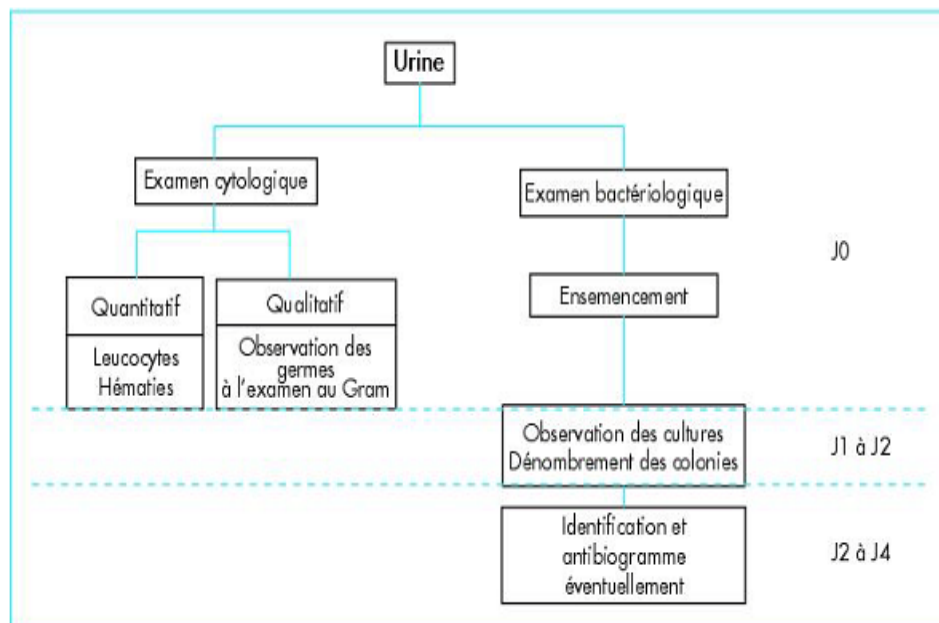 Urine
Examen cytologique
Examen bactériologique
J0
Quantitatif
Leucocytes
Hématies
Qualitatif
Observation des
germes
à l'examen au Gram
Ensemencement
Observation des cultures
Dénombrement des colonies
J1 à J2
Identification et
antibiogramme
éventuellement
J2 à J4